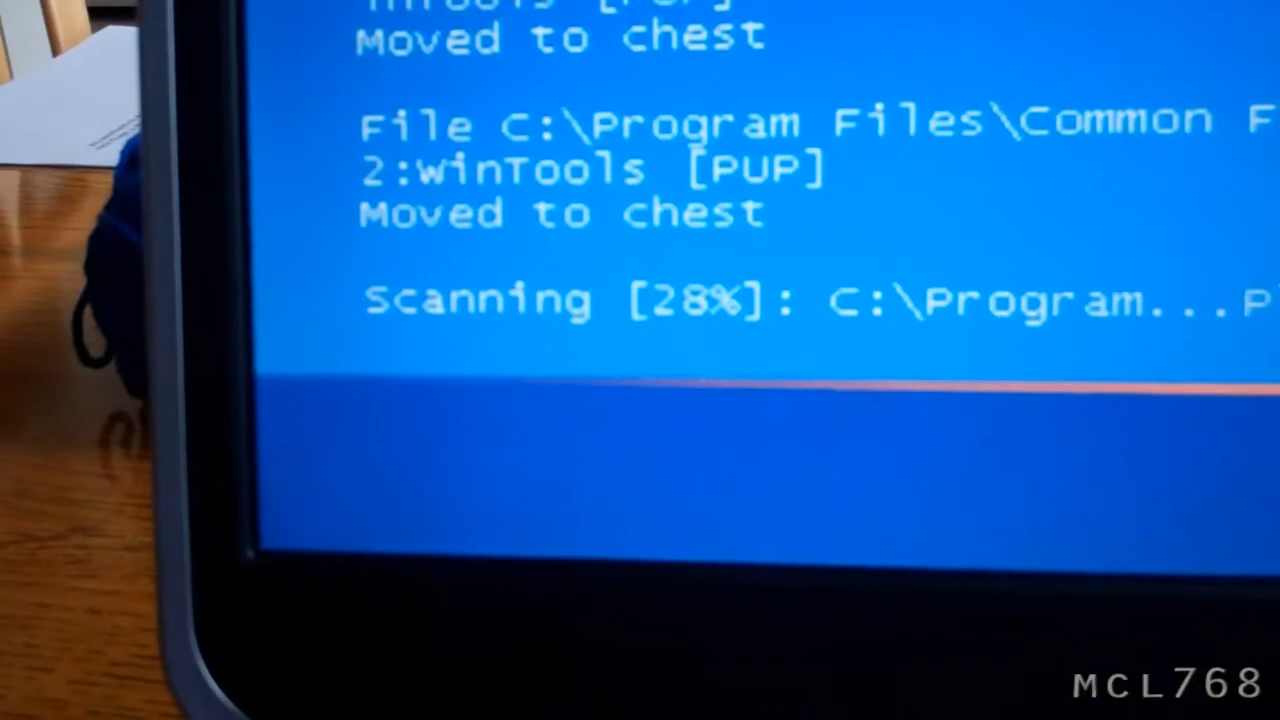 Moved to chest
File C:\Program Files\Common F
2:WinTools [PUP]
Moved to chest
Scanning [28%]: C:\Program...P
MCL768